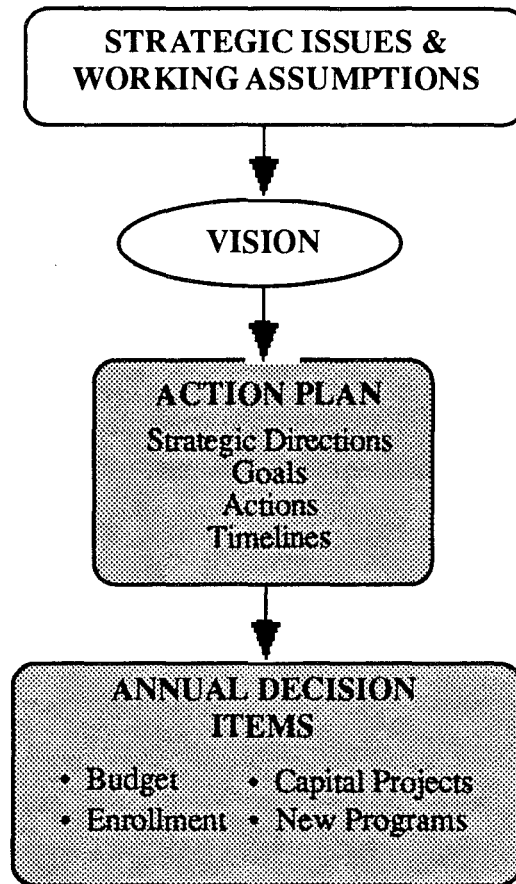 STRATEGIC ISSUES &
WORKING ASSUMPTIONS
VISION
ACTION PLAN
Strategic Directions
Goals
Actions
Timelines
ANNUAL DECISION
ITEMS
• Budget • Capital Projects
• Enrollment • New Programs